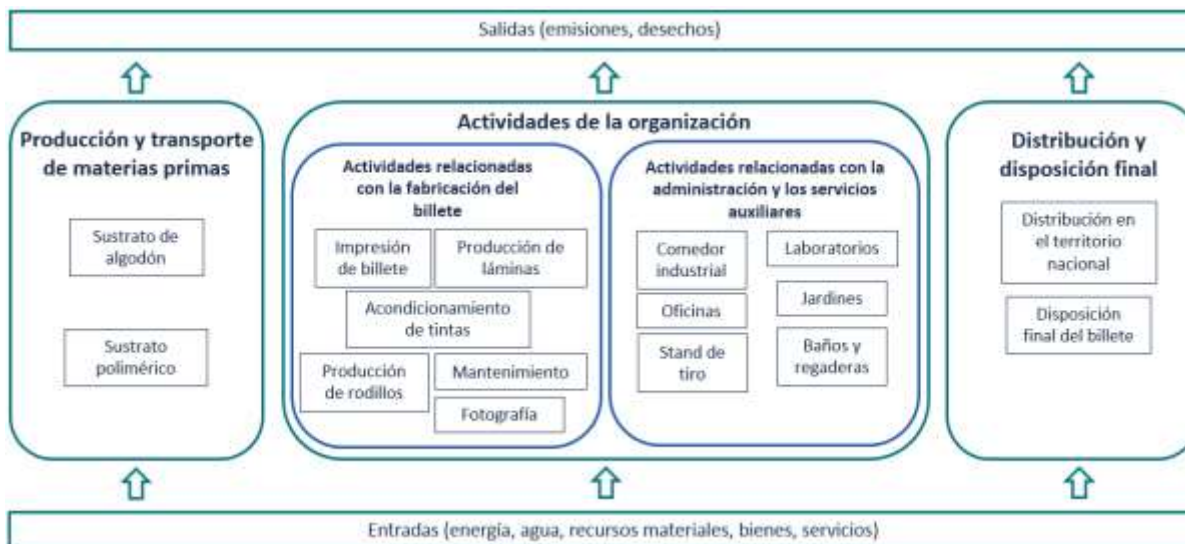 Salidas (emisiones, desechos)
Producción y transporte
de materias primas
Sustrato de
algodón
Sustrato
polimérico
Actividades de la organización
Actividades relacionadas
con la fabricación del
billete
Impresión
de billete
Producción de
láminas
Acondicionamiento
de tintas
Producción
de rodillos
Mantenimiento
Fotografía
Actividades relacionadas con la
administración y los servicios
auxiliares
Comedor
industrial
Laboratorios
Oficinas
Jardines
Stand de
tiro
Baños y
regaderas
Distribución y
disposición final
Distribución en
el territorio
nacional
Disposición
final del billete
Entradas (energía, agua, recursos materiales, bienes, servicios)